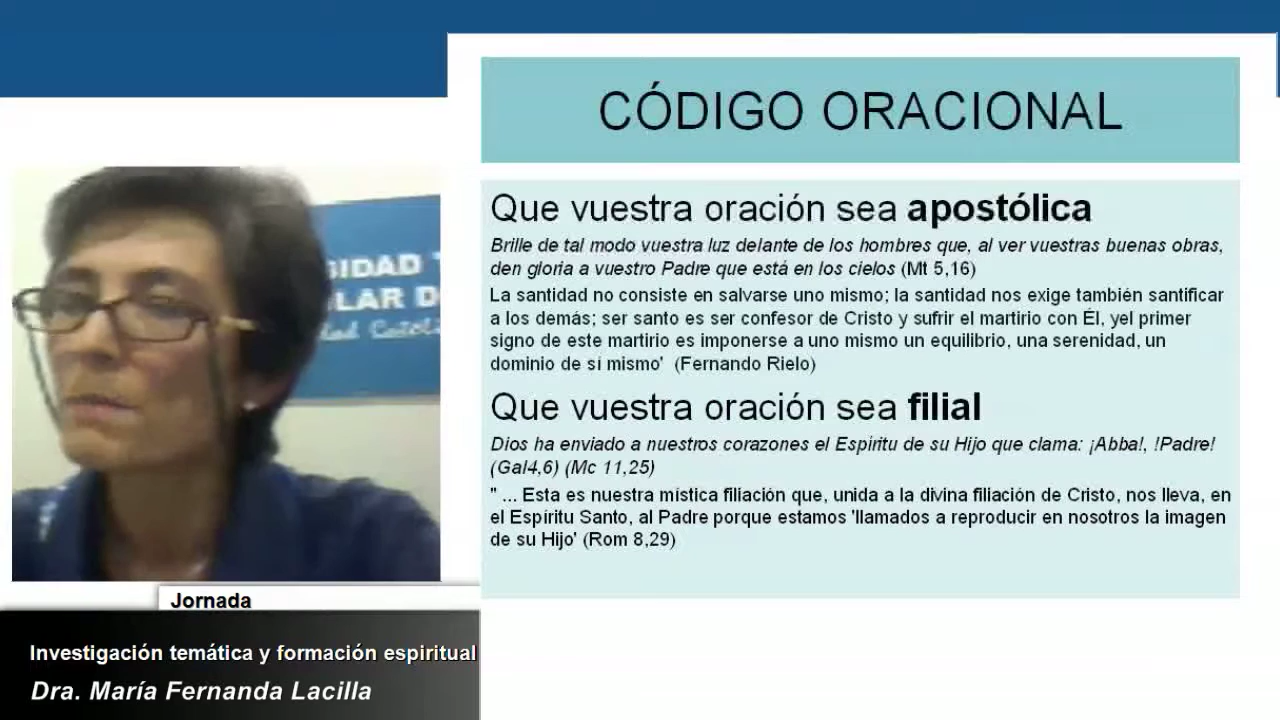 CÓDIGO ORACIONAL
Que vuestra oración sea apostólica
Brille de tal modo vuestra luz delante de los hombres que, al ver vuestras buenas obras,
den gloria a vuestro Padre que está en los cielos (Mt 5,16)
La santidad no consiste en salvarse uno mismo; la santidad nos exige también santificar
a los demás; ser santo es ser confesor de Cristo y sufrir el martirio con Él, yel primer
signo de este martirio es imponerse a uno mismo un equilibrio, una serenidad, un
dominio de sí mismo' (Fernando Rielo)
Que vuestra oración sea filial
Dios ha enviado a nuestros corazones el Espíritu de su Hijo que clama: ¡Abba!, !Padre!
(Gal4,6) (Mc 11,25)
" ... Esta es nuestra mística filiación que, unida a la divina filiación de Cristo, nos lleva, en
el Espíritu Santo, al Padre porque estamos 'llamados a reproducir en nosotros la imagen
de su Hijo' (Rom 8,29)
SIDAD T
LAR D
dad Catól
Jornada
Investigación temática y formación espiritual
Dra. María Fernanda Lacilla